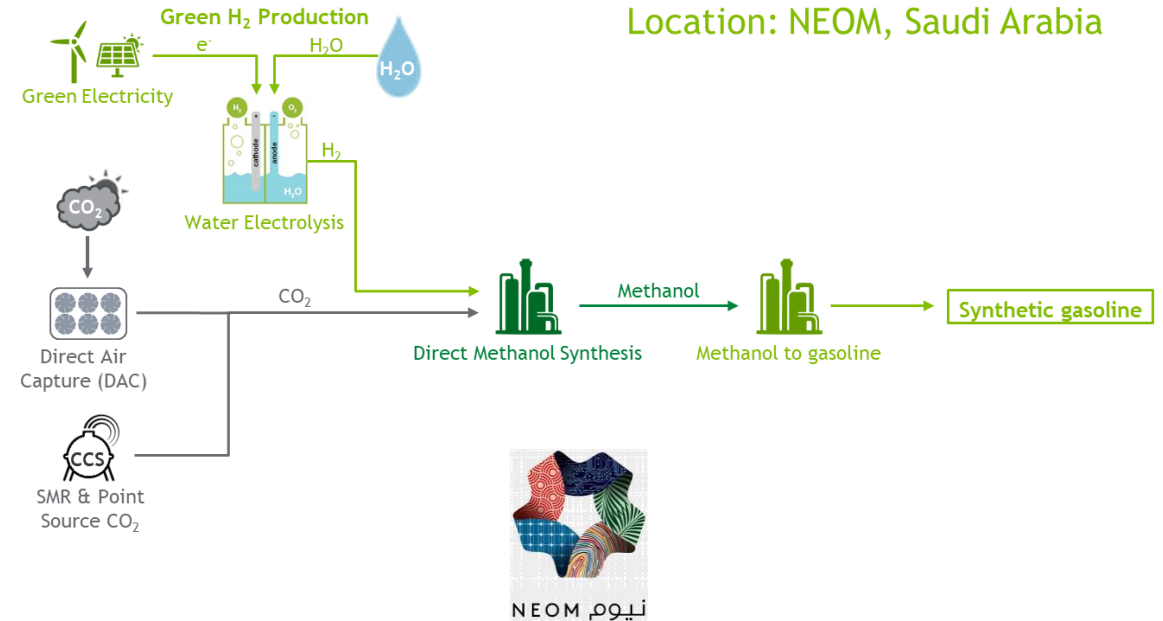 Location: NEOM, Saudi Arabia
Green H₂ Production
e⁻
H₂O
H₂O
Green Electricity
H₂
O₂
cathode
anode
H₂O
H₂
Water Electrolysis
CO₂
CO₂
Direct Air
Capture (DAC)
Methanol
Direct Methanol Synthesis
Methanol to gasoline
Synthetic gasoline
CCS
SMR & Point
Source CO₂
NEOM نيوم